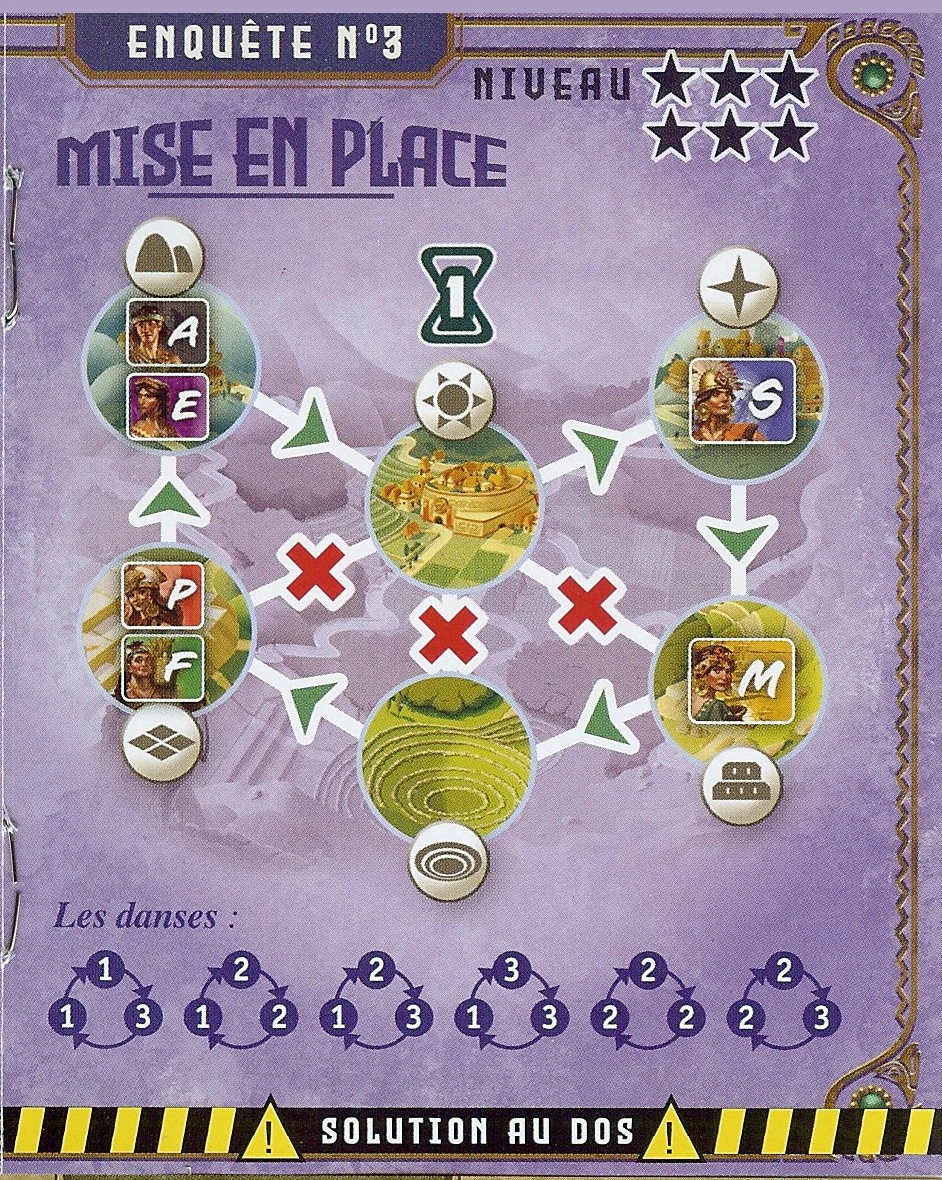 ENQUÊTE Nº3
NIVEAU
MISE EN PLACE
1
A
E
S
P
F
M
Les danses :
1 1 3
2 1 2
2 1 3
3 1 3
2 2 2
2 2 3
! SOLUTION AU DOS !